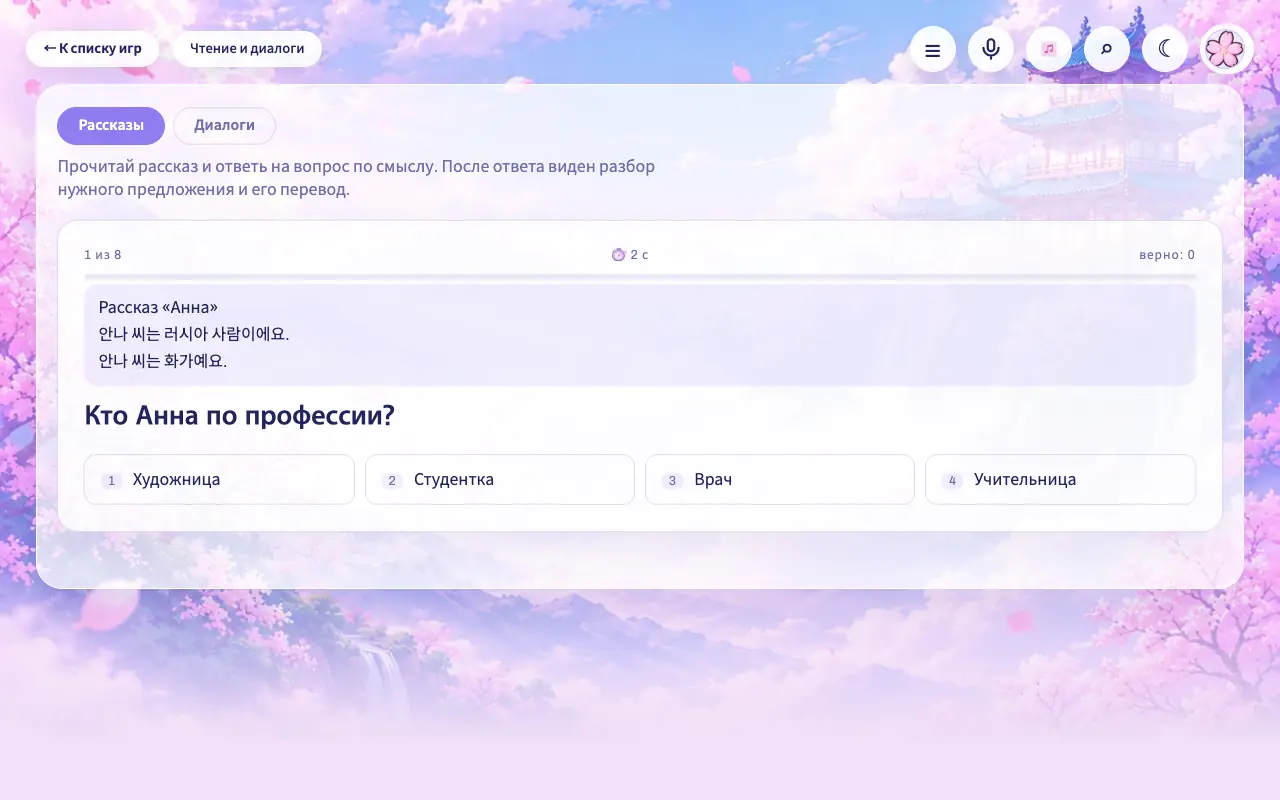 ← К списку игр
Чтение и диалоги
Рассказы
Диалоги
Прочитай рассказ и ответь на вопрос по смыслу. После ответа виден разбор
нужного предложения и его перевод.
1 из 8
2 с
верно: 0
Рассказ «Анна»
안나 씨는 러시아 사람이에요.
안나 씨는 화가예요.
Кто Анна по профессии?
1 Художница
2 Студентка
3 Врач
4 Учительница